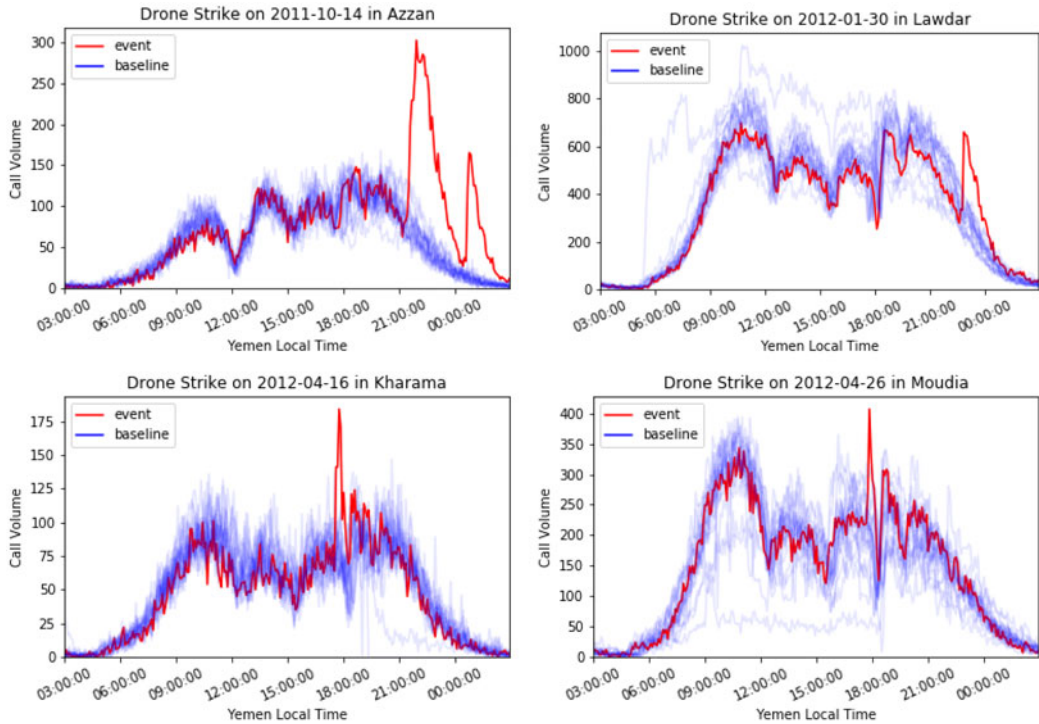 Drone Strike on 2011-10-14 in Azzan
event
baseline
Call Volume
300
250
200
150
100
50
0
03:00:00 06:00:00 09:00:00 12:00:00 15:00:00 18:00:00 21:00:00 00:00:00
Yemen Local Time
Drone Strike on 2012-01-30 in Lawdar
event
baseline
Call Volume
1000
800
600
400
200
0
03:00:00 06:00:00 09:00:00 12:00:00 15:00:00 18:00:00 21:00:00 00:00:00
Yemen Local Time
Drone Strike on 2012-04-16 in Kharama
event
baseline
Call Volume
175
150
125
100
75
50
25
0
03:00:00 06:00:00 09:00:00 12:00:00 15:00:00 18:00:00 21:00:00 00:00:00
Yemen Local Time
Drone Strike on 2012-04-26 in Moudia
event
baseline
Call Volume
400
350
300
250
200
150
100
50
0
03:00:00 06:00:00 09:00:00 12:00:00 15:00:00 18:00:00 21:00:00 00:00:00
Yemen Local Time